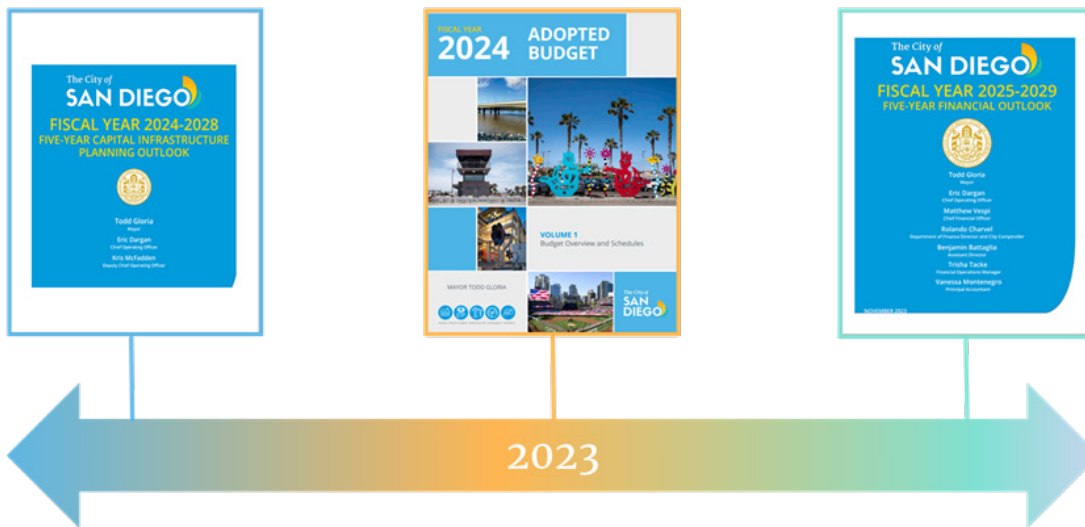 The City of
SAN DIEGO
FISCAL YEAR 2024-2028
FIVE-YEAR CAPITAL INFRASTRUCTURE
PLANNING OUTLOOK
Todd Gloria
Mayor
Eric Dargan
Chief Operating Officer
Kris McFadden
Deputy Chief Operating Officer
FISCAL YEAR
2024
ADOPTED
BUDGET
VOLUME 1
Budget Overview and Schedules
MAYOR TODD GLORIA
The City of
SAN
DIEGO
The City of
SAN DIEGO
FISCAL YEAR 2025-2029
FIVE-YEAR FINANCIAL OUTLOOK
Todd Gloria
Mayor
Eric Dargan
Chief Operating Officer
Matthew Vespi
Chief Financial Officer
Rolando Charvel
Department of Finance Director and City Comptroller
Benjamin Battaglia
Assistant Director
Trisha Tacke
Financial Operations Manager
Vanessa Montenegro
Principal Accountant
NOVEMBER 2023
2023